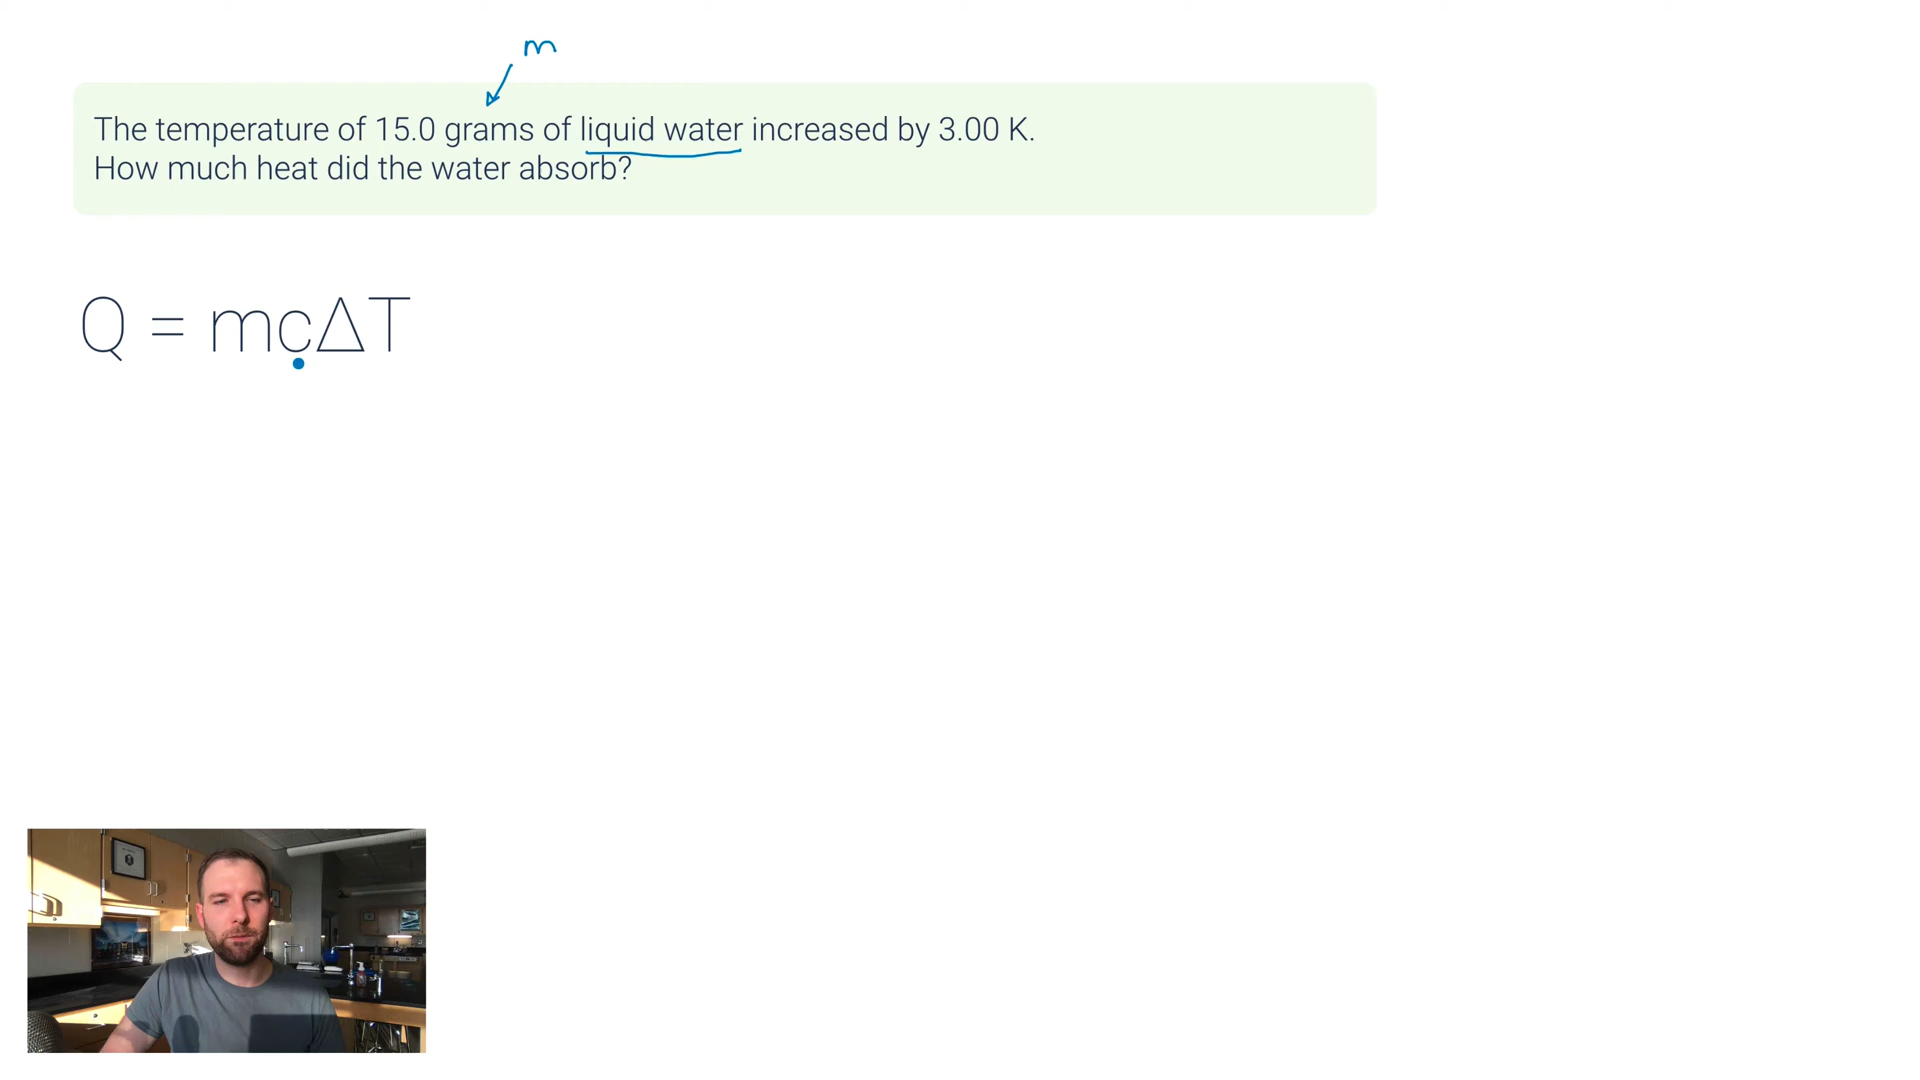 m
The temperature of 15.0 grams of liquid water increased by 3.00 K.
How much heat did the water absorb?
Q = mcΔT